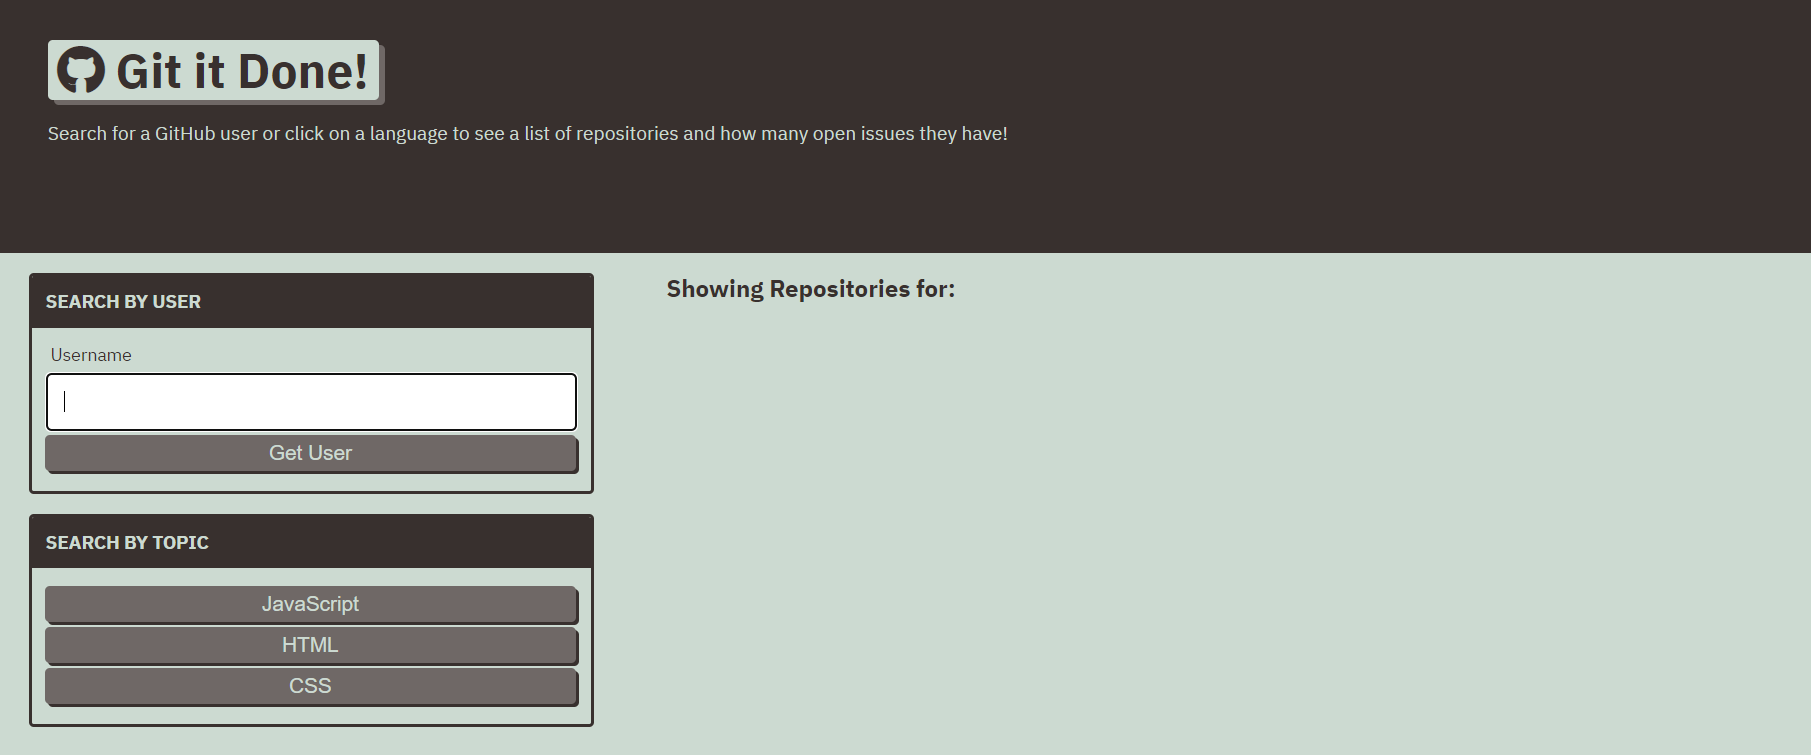 Git it Done!
Search for a GitHub user or click on a language to see a list of repositories and how many open issues they have!
SEARCH BY USER
Username
Get User
SEARCH BY TOPIC
JavaScript
HTML
CSS
Showing Repositories for: